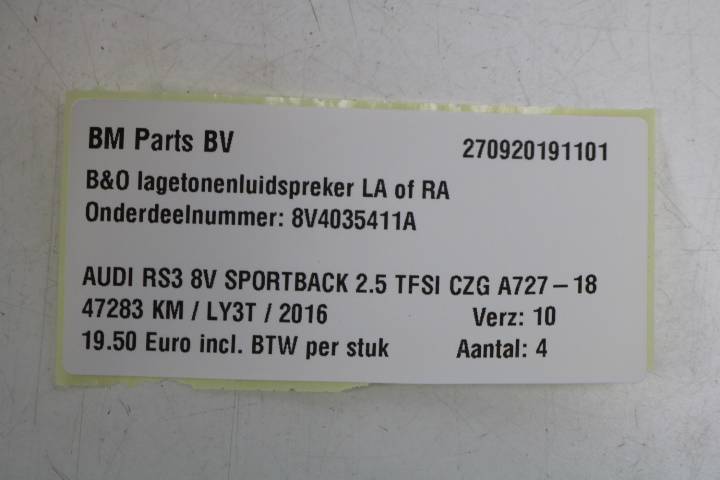 BM Parts BV 270920191101
B&O lagetonenluidspreker LA of RA
Onderdeelnummer: 8V4035411A
AUDI RS3 8V SPORTBACK 2.5 TFSI CZG A727-18
47283 KM / LY3T / 2016 Verz: 10
19.50 Euro incl. BTW per stuk Aantal: 4